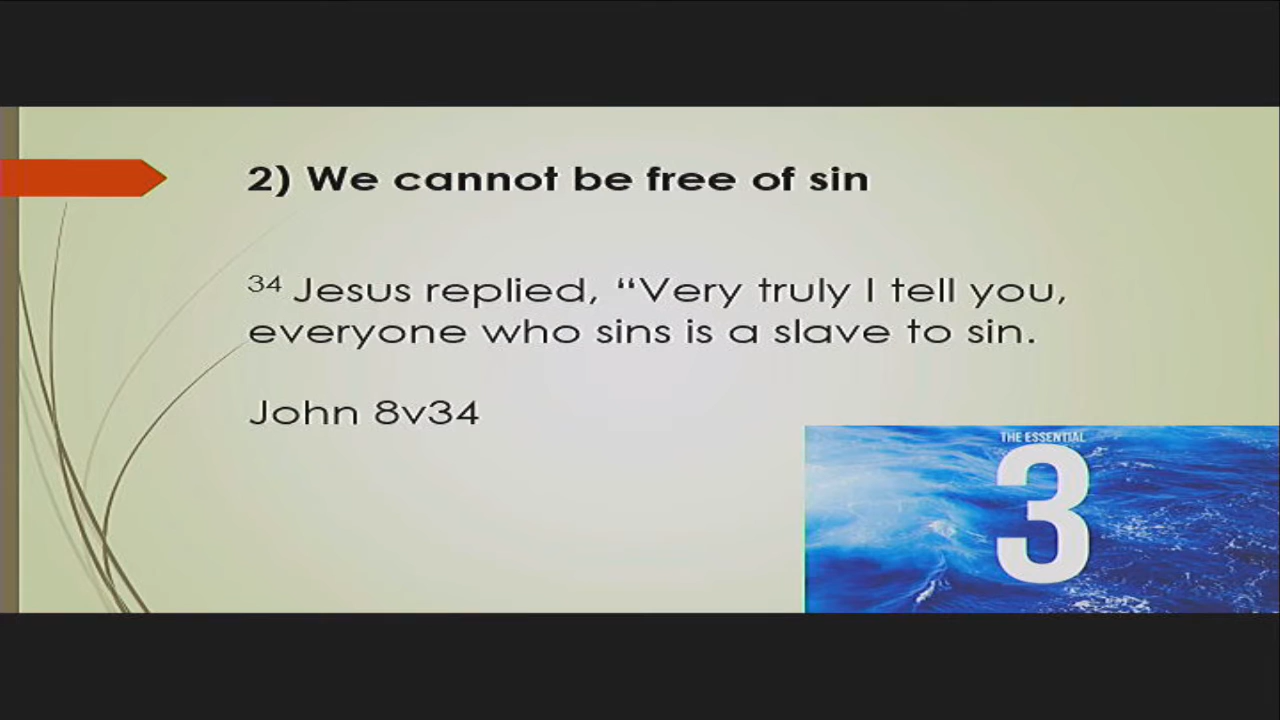 2) We cannot be free of sin
34 Jesus replied, “Very truly I tell you,
everyone who sins is a slave to sin.
John 8v34
THE ESSENTIAL
3